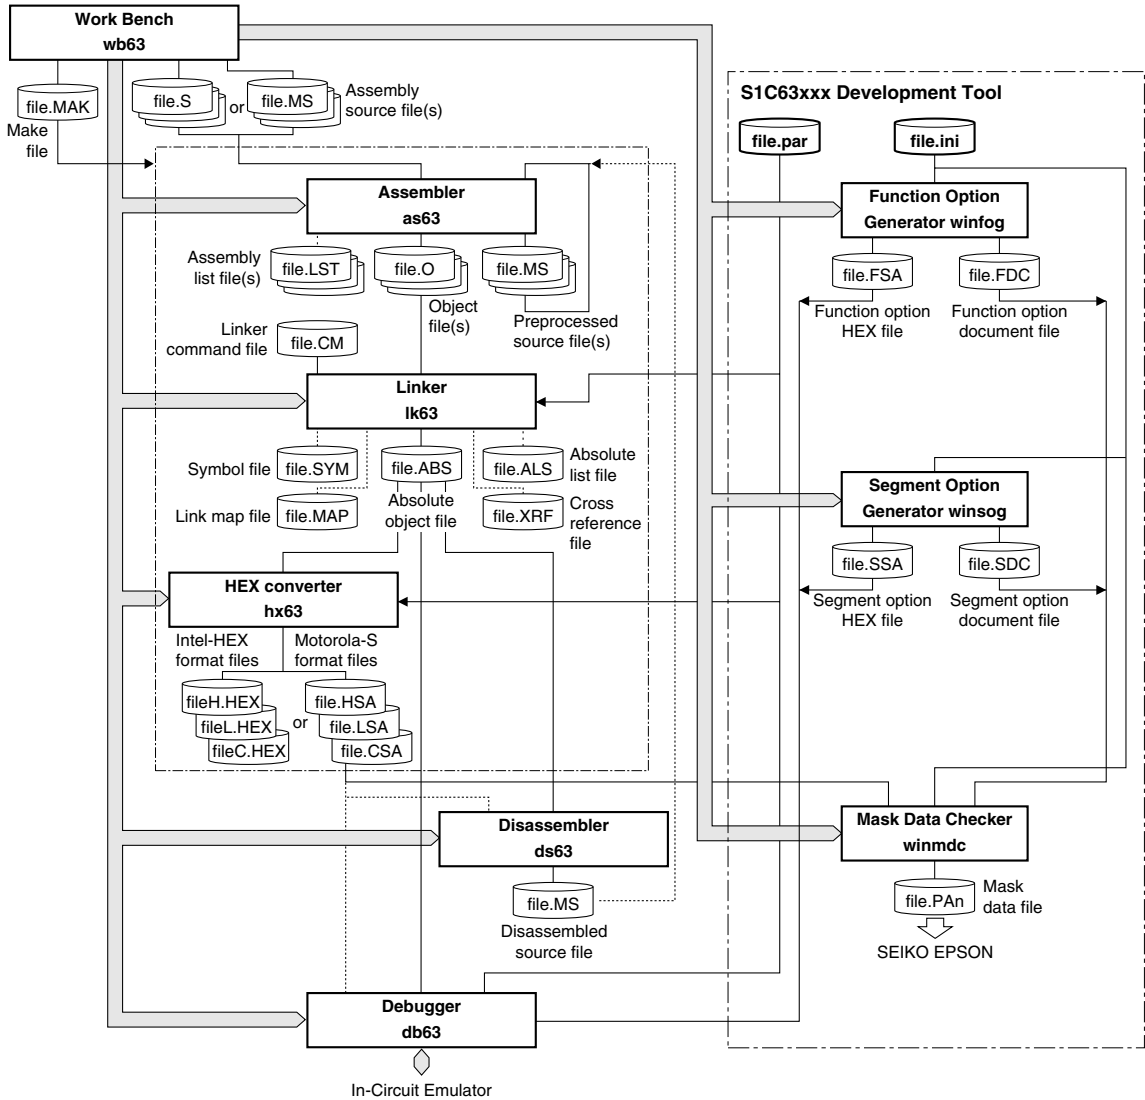 Work Bench
wb63
file.MAK
Make
file
file.S
or
file.MS
Assembly
source file(s)
S1C63xxx Development Tool
file.par
file.ini
Assembler
as63
Function Option
Generator winfog
Assembly
list file(s)
file.LST
file.O
file.MS
Object
file(s)
Preprocessed
source file(s)
file.FSA
file.FDC
Function option
HEX file
Function option
document file
Linker
command file
file.CM
Linker
lk63
Symbol file
file.SYM
file.ABS
file.ALS
Absolute
list file
Link map file
file.MAP
Absolute
object file
file.XRF
Cross
reference
file
Segment Option
Generator winsog
file.SSA
file.SDC
Segment option
HEX file
Segment option
document file
HEX converter
hx63
Intel-HEX
format files
Motorola-S
format files
fileH.HEX
fileL.HEX
fileC.HEX
or
file.HSA
file.LSA
file.CSA
Disassembler
ds63
file.MS
Disassembled
source file
Mask Data Checker
winmdc
file.PAn
Mask
data file
SEIKO EPSON
Debugger
db63
In-Circuit Emulator